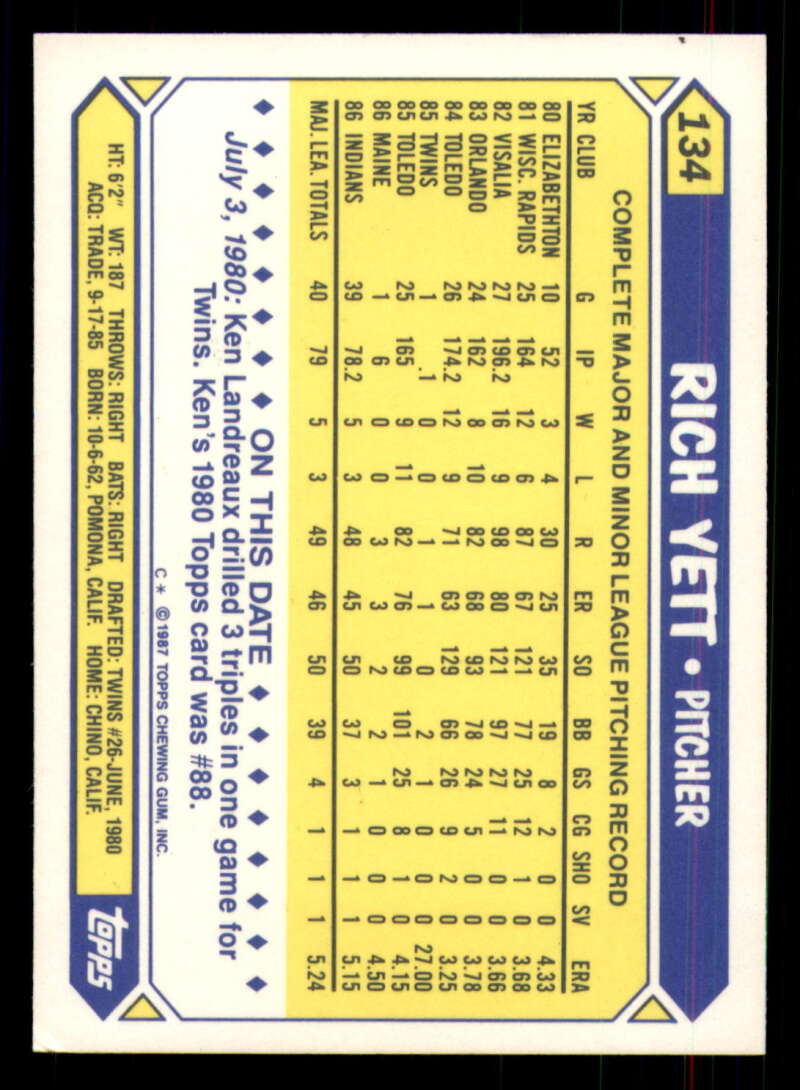 134
RICH YETT • PITCHER
COMPLETE MAJOR AND MINOR LEAGUE PITCHING RECORD
YR CLUB G IP W L R ER SO BB GS CG SHO SV ERA
80 ELIZABETHTON 10 52 3 4 30 25 35 19 8 2 0 0 4.33
81 WISC. RAPIDS 25 164 12 6 87 67 121 77 25 12 1 0 3.68
82 VISALIA 27 196.2 16 9 98 80 121 97 27 11 0 0 3.66
83 ORLANDO 24 162 8 10 82 68 93 78 24 5 0 0 3.78
84 TOLEDO 26 174.2 12 9 71 63 129 66 26 9 2 0 3.25
85 TWINS 1 .1 0 0 1 1 0 2 1 0 0 0 27.00
85 TOLEDO 25 165 9 11 82 76 99 101 25 8 1 0 4.15
86 MAINE 1 6 0 0 3 3 2 2 1 0 0 0 4.50
86 INDIANS 39 78.2 5 3 48 45 50 37 3 1 1 1 5.15
MAJ. LEA. TOTALS 40 79 5 3 49 46 50 39 4 1 1 1 5.24
ON THIS DATE
July 3, 1980: Ken Landreaux drilled 3 triples in one game for
Twins. Ken's 1980 Topps card was #88.
C * ©1987 TOPPS CHEWING GUM, INC.
HT: 6'2" WT: 187 THROWS: RIGHT BATS: RIGHT DRAFTED: TWINS #26-JUNE, 1980
ACQ: TRADE, 9-17-85 BORN: 10-6-62, POMONA, CALIF. HOME: CHINO, CALIF.
TOPPS